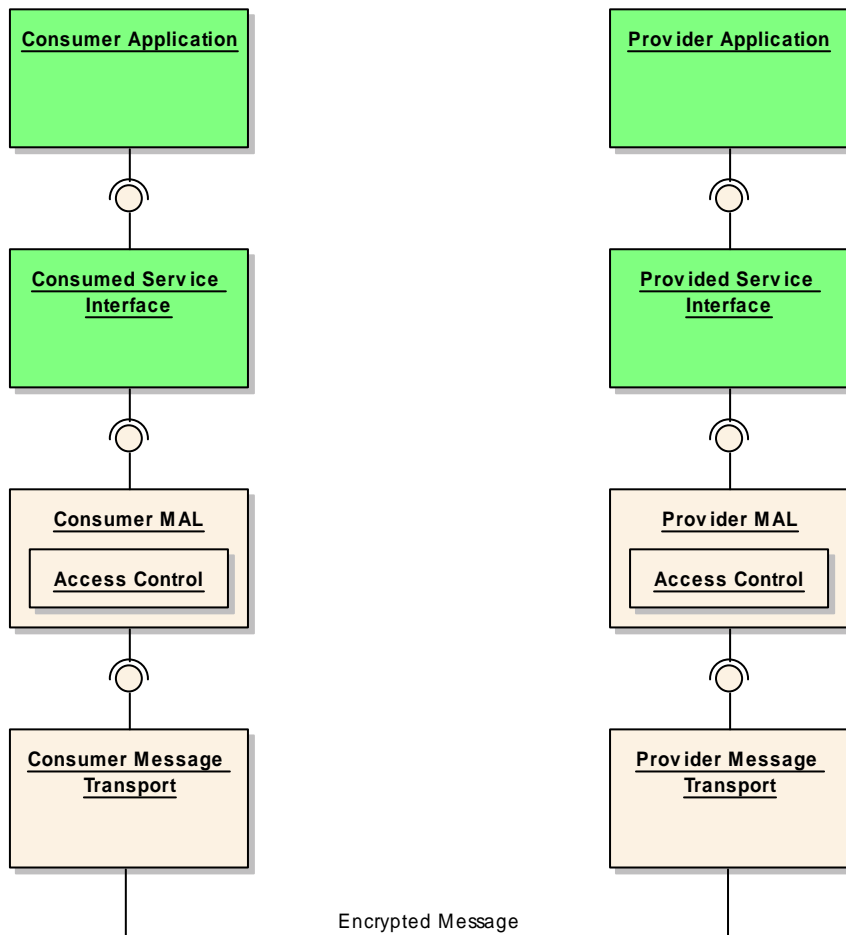 Consumer Application
Provider Application
Consumed Service
Interface
Provided Service
Interface
Consumer MAL
Provider MAL
Access Control
Access Control
Consumer Message
Transport
Provider Message
Transport
Encrypted Message